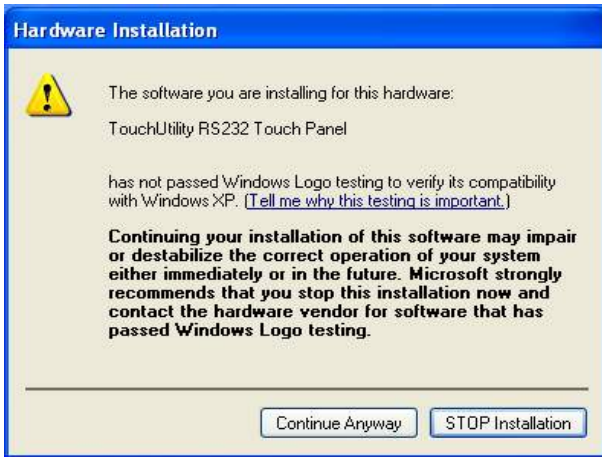 Hardware Installation
The software you are installing for this hardware:
TouchUtility RS232 Touch Panel
has not passed Windows Logo testing to verify its compatibility
with Windows XP. (Tell me why this testing is important.)
Continuing your installation of this software may impair
or destabilize the correct operation of your system
either immediately or in the future. Microsoft strongly
recommends that you stop this installation now and
contact the hardware vendor for software that has
passed Windows Logo testing.
Continue Anyway
STOP Installation